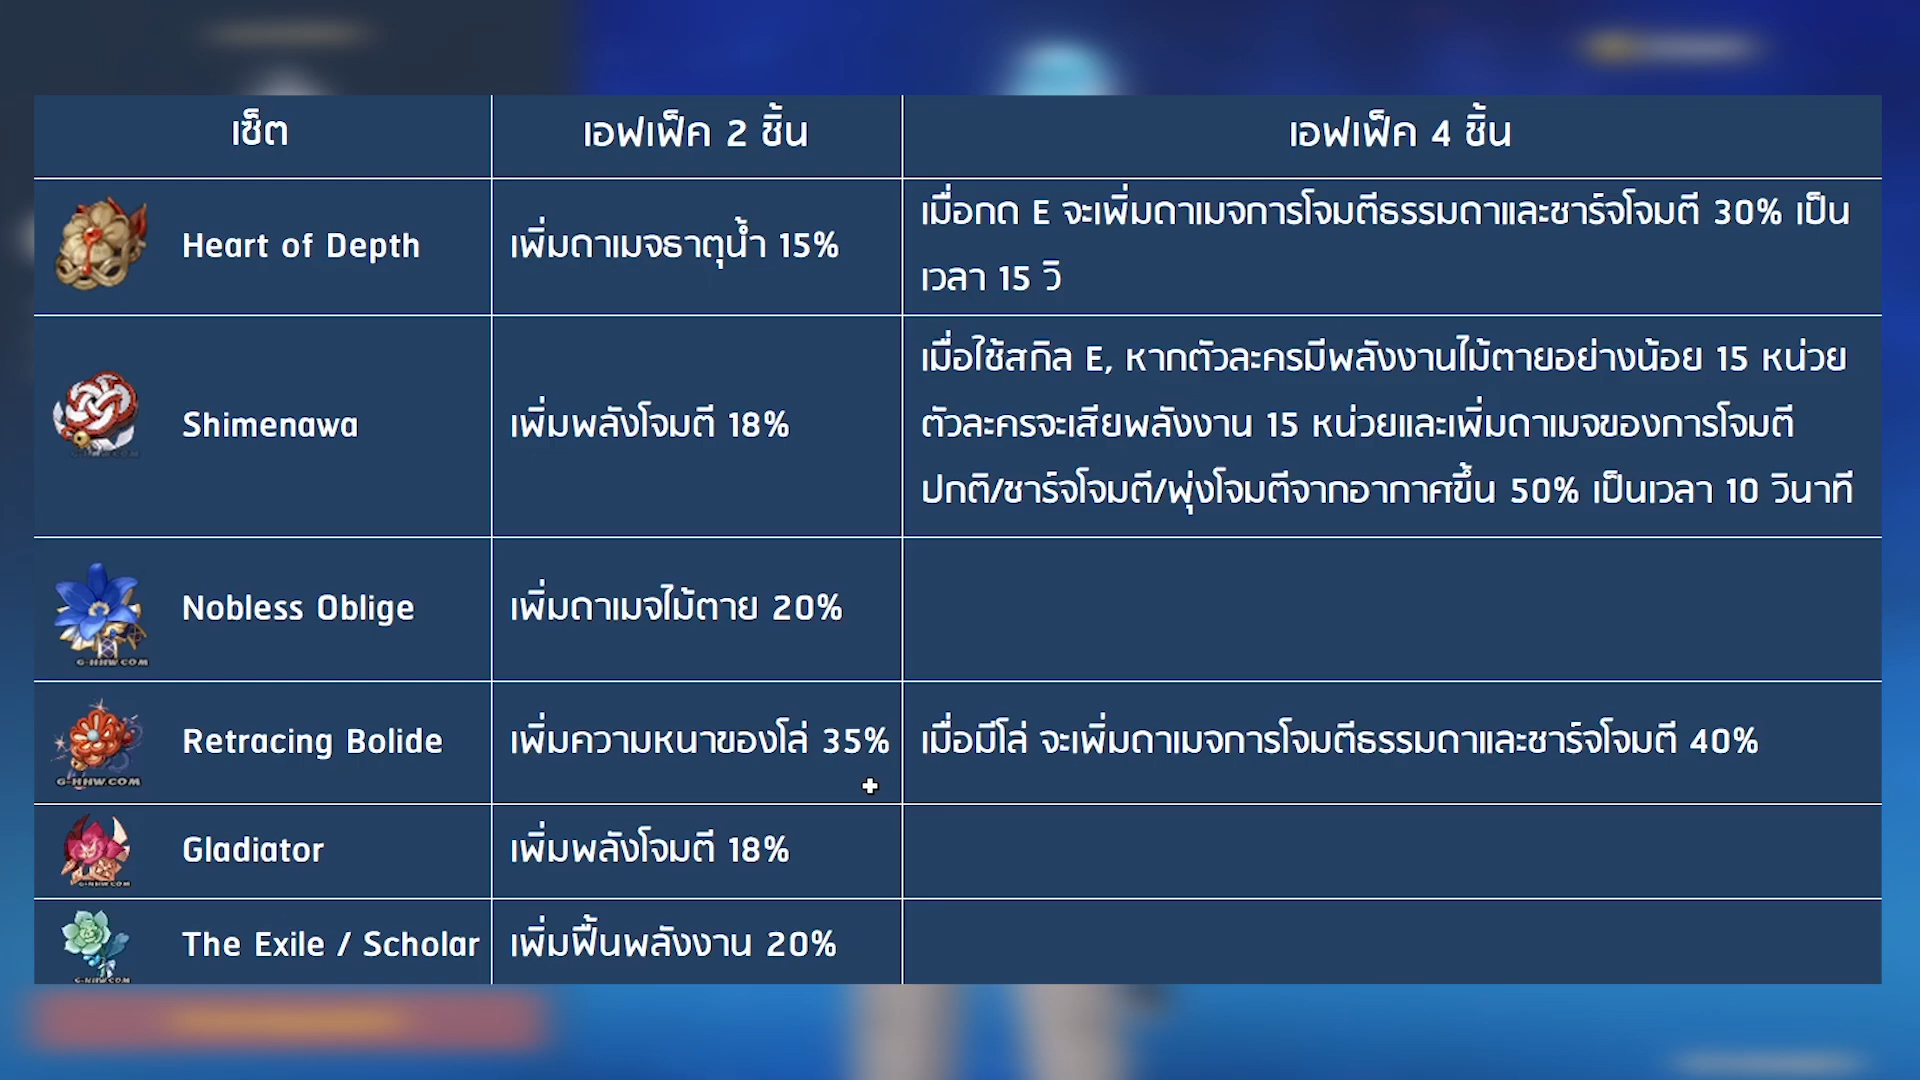 เซ็ต
เอฟเฟ็ค 2 ชิ้น
เอฟเฟ็ค 4 ชิ้น
Heart of Depth
เพิ่มดาเมจธาตุน้ำ 15%
เมื่อกด E จะเพิ่มดาเมจการโจมตีธรรมดาและชาร์จโจมตี 30% เป็น
เวลา 15 วิ
Shimenawa
เพิ่มพลังโจมตี 18%
เมื่อใช้สกิล E, หากตัวละครมีพลังงานไม้ตายอย่างน้อย 15 หน่วย
ตัวละครจะเสียพลังงาน 15 หน่วยและเพิ่มดาเมจของการโจมตี
ปกติ/ชาร์จโจมตี/พุ่งโจมตีจากอากาศขึ้น 50% เป็นเวลา 10 วินาที
Nobless Oblige
เพิ่มดาเมจไม้ตาย 20%
G-HHW.COM
Retracing Bolide
เพิ่มความหนาของโล่ 35%
เมื่อมีโล่ จะเพิ่มดาเมจการโจมตีธรรมดาและชาร์จโจมตี 40%
G-HHW.COM
Gladiator
เพิ่มพลังโจมตี 18%
G-HHW.COM
The Exile / Scholar
เพิ่มฟื้นพลังงาน 20%
G-HHW.COM